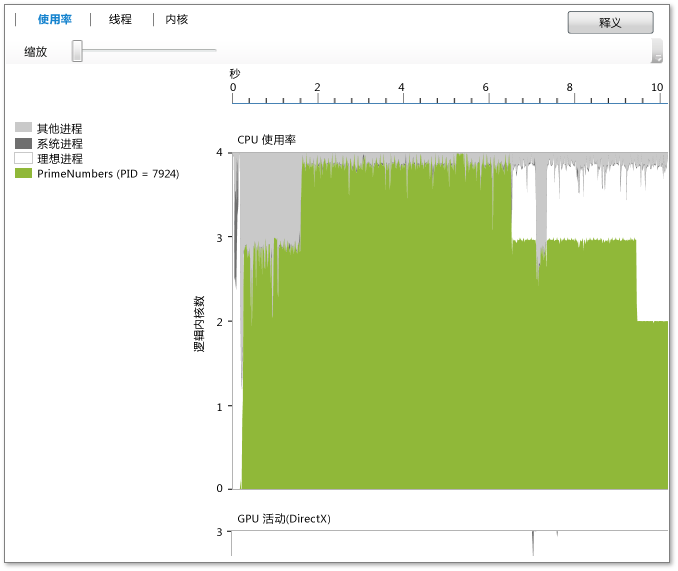 使用率 线程 内核 释义
缩放
秒
0 2 4 6 8 10
其他进程
系统进程
理想进程
PrimeNumbers (PID = 7924)
CPU 使用率
4
3
2
1
0
逻辑内核数
GPU 活动(DirectX)
3